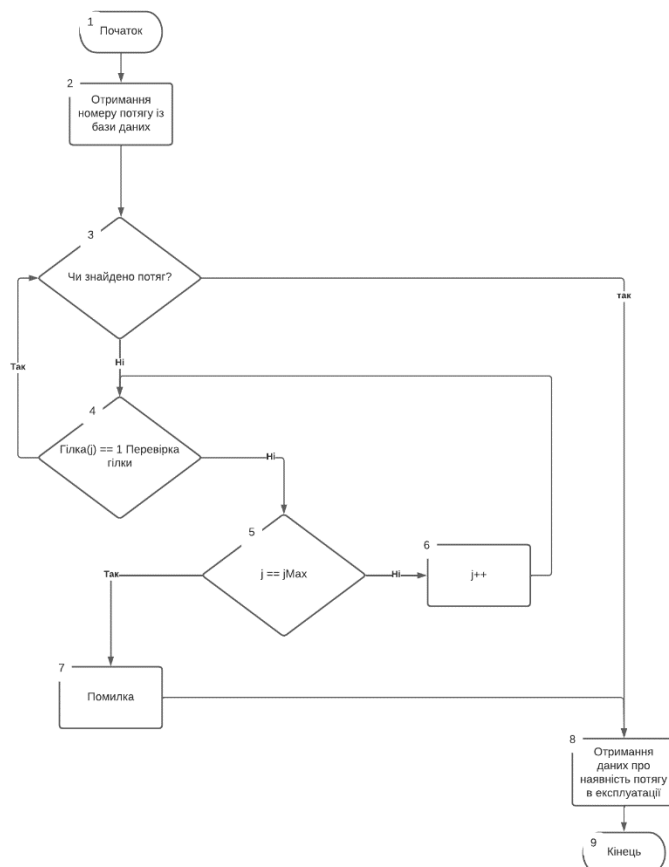 1
Початок
2
Отримання
номеру потягу із
бази даних
3
Чи знайдено потяг?
так
Так
Ні
4
Гілка(j) == 1 Перевірка
гілки
Ні
5
j == jMax
Так
Ні
6
j++
7
Помилка
8
Отримання
даних про
наявність потягу
в експлуатації
9
Кінець